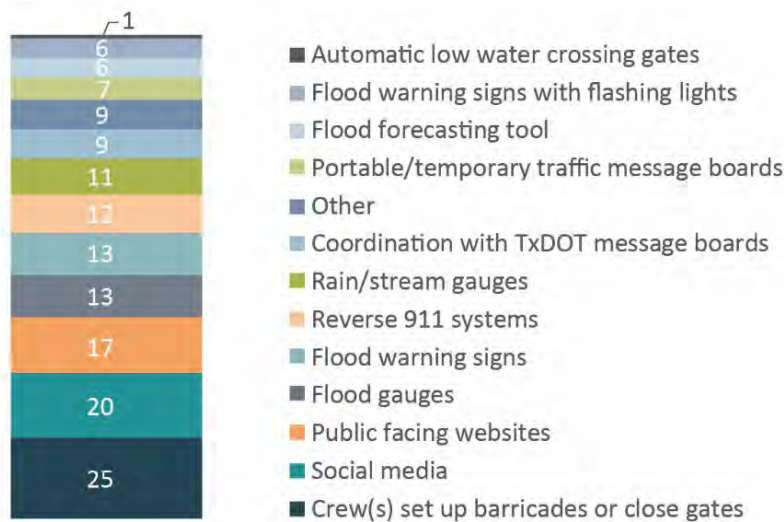 1
6
6
7
9
9
11
12
13
13
17
20
25
Automatic low water crossing gates
Flood warning signs with flashing lights
Flood forecasting tool
Portable/temporary traffic message boards
Other
Coordination with TxDOT message boards
Rain/stream gauges
Reverse 911 systems
Flood warning signs
Flood gauges
Public facing websites
Social media
Crew(s) set up barricades or close gates